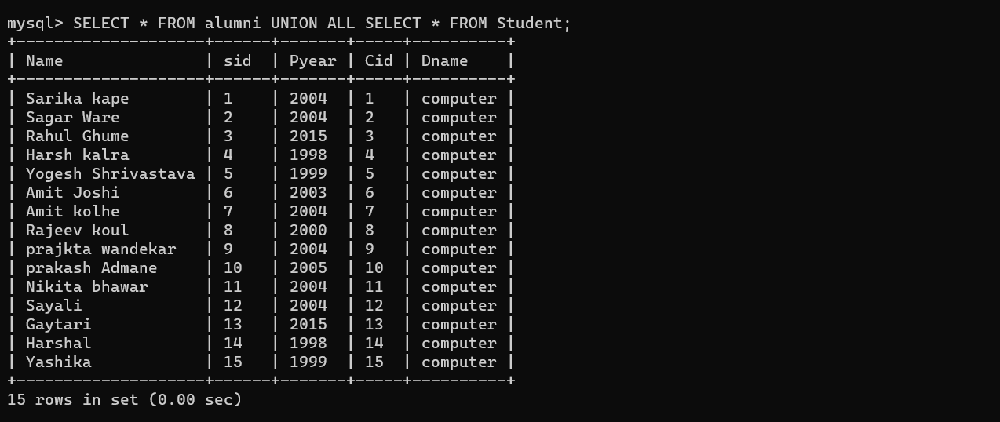 mysql> SELECT * FROM alumni UNION ALL SELECT * FROM Student;
+--------------------+------+-------+-----+----------+
| Name               | sid  | Pyear | Cid | Dname    |
+--------------------+------+-------+-----+----------+
| Sarika kape        | 1    | 2004  | 1   | computer |
| Sagar Ware         | 2    | 2004  | 2   | computer |
| Rahul Ghume        | 3    | 2015  | 3   | computer |
| Harsh kalra        | 4    | 1998  | 4   | computer |
| Yogesh Shrivastava | 5    | 1999  | 5   | computer |
| Amit Joshi         | 6    | 2003  | 6   | computer |
| Amit kolhe         | 7    | 2004  | 7   | computer |
| Rajeev koul        | 8    | 2000  | 8   | computer |
| prajkta wandekar   | 9    | 2004  | 9   | computer |
| prakash Admane     | 10   | 2005  | 10  | computer |
| Nikita bhawar      | 11   | 2004  | 11  | computer |
| Sayali             | 12   | 2004  | 12  | computer |
| Gaytari            | 13   | 2015  | 13  | computer |
| Harshal            | 14   | 1998  | 14  | computer |
| Yashika            | 15   | 1999  | 15  | computer |
+--------------------+------+-------+-----+----------+
15 rows in set (0.00 sec)